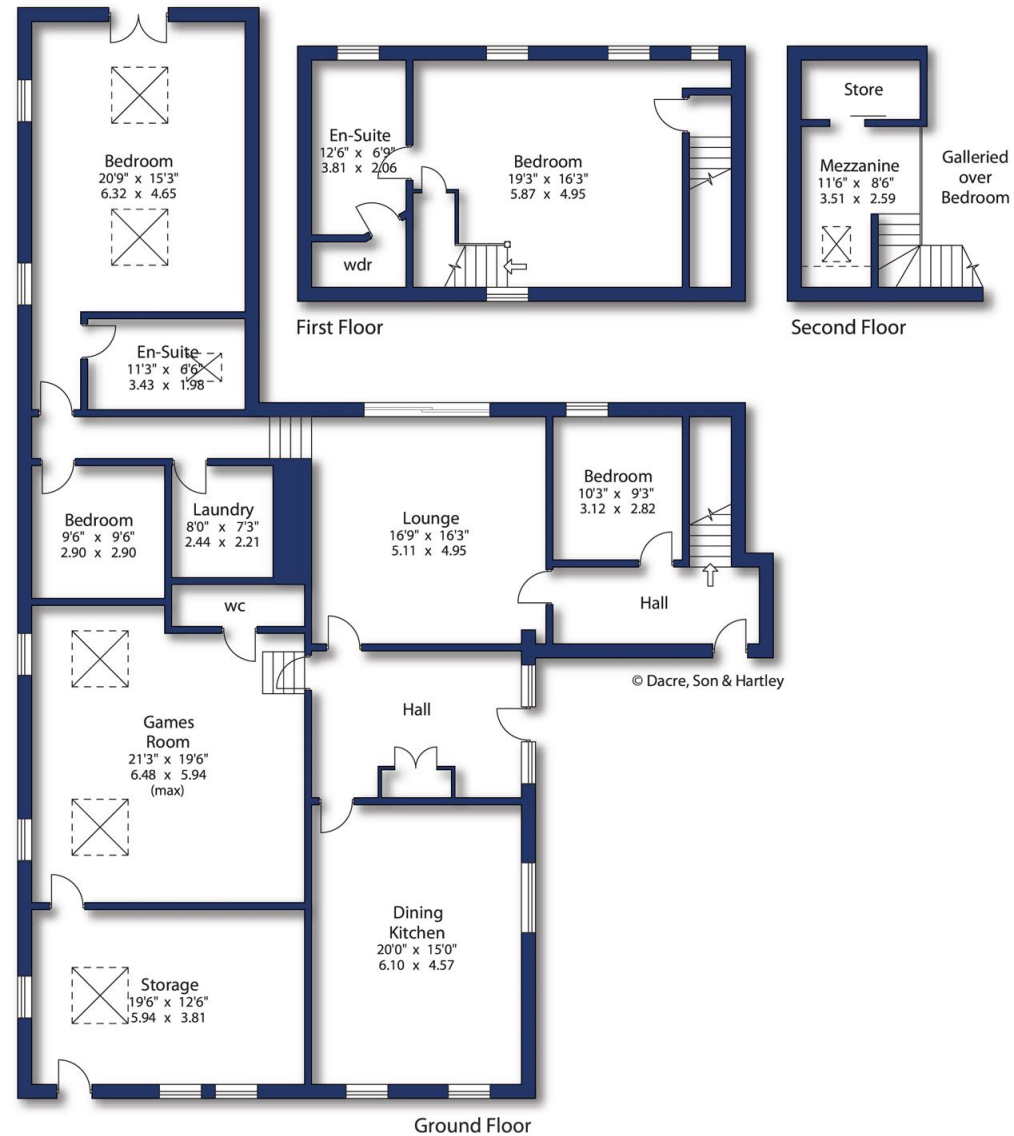 Bedroom
20'9" x 15'3"
6.32 x 4.65
En-Suite
11'3" x 6'6"
3.43 x 1.98
En-Suite
12'6" x 6'9"
3.81 x 2.06
wdr
Bedroom
19'3" x 16'3"
5.87 x 4.95
First Floor
Store
Mezzanine
11'6" x 8'6"
3.51 x 2.59
Galleried
over
Bedroom
Second Floor
Bedroom
9'6" x 9'6"
2.90 x 2.90
Laundry
8'0" x 7'3"
2.44 x 2.21
Lounge
16'9" x 16'3"
5.11 x 4.95
Bedroom
10'3" x 9'3"
3.12 x 2.82
Hall
wc
© Dacre, Son & Hartley
Hall
Games
Room
21'3" x 19'6"
6.48 x 5.94
(max)
Dining
Kitchen
20'0" x 15'0"
6.10 x 4.57
Storage
19'6" x 12'6"
5.94 x 3.81
Ground Floor